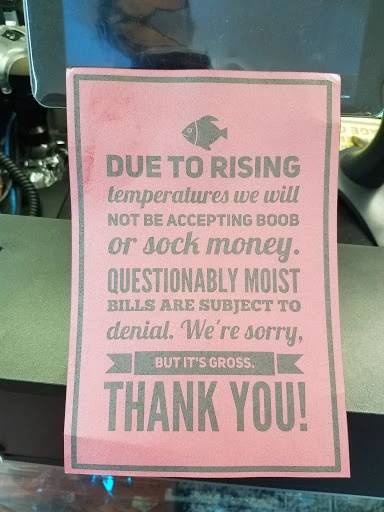 DUE TO RISING
temperatures we will
NOT BE ACCEPTING BOOB
or sock money.
QUESTIONABLY MOIST
BILLS ARE SUBJECT TO
denial. We're sorry,
BUT IT'S GROSS.
THANK YOU!